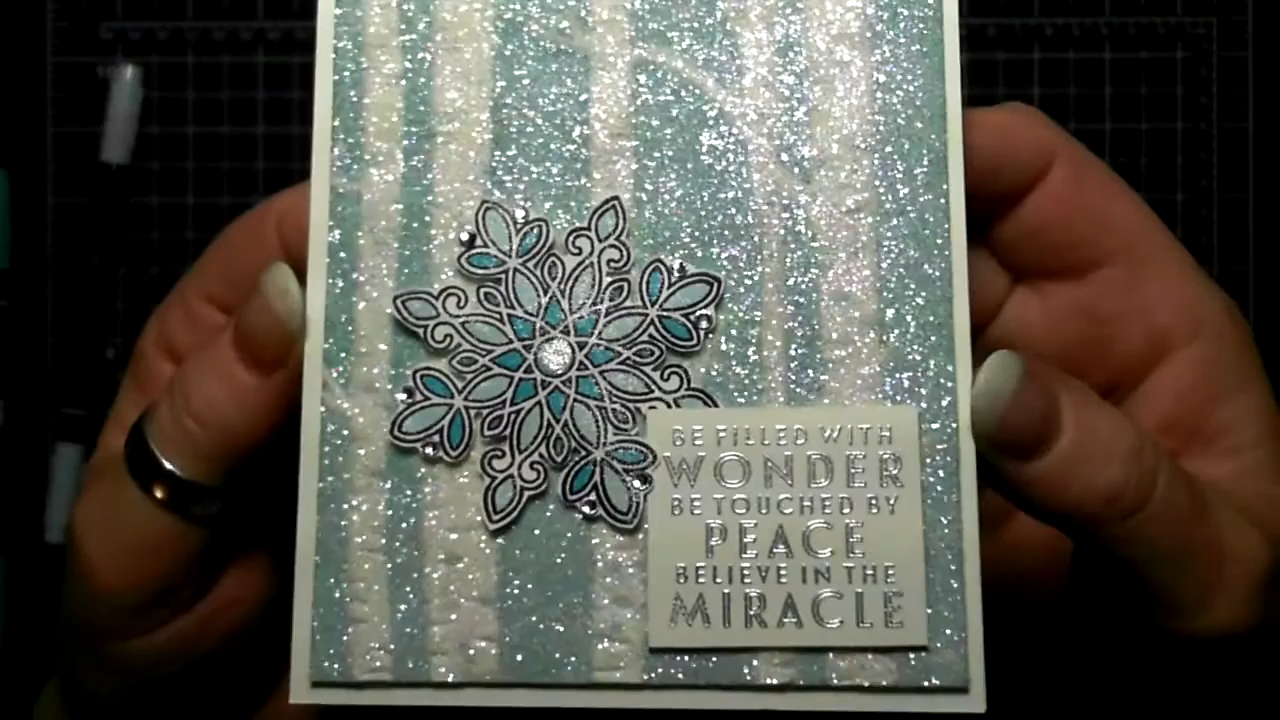 BE FILLED WITH
WONDER
BE TOUCHED BY
PEACE
BELIEVE IN THE
MIRACLE